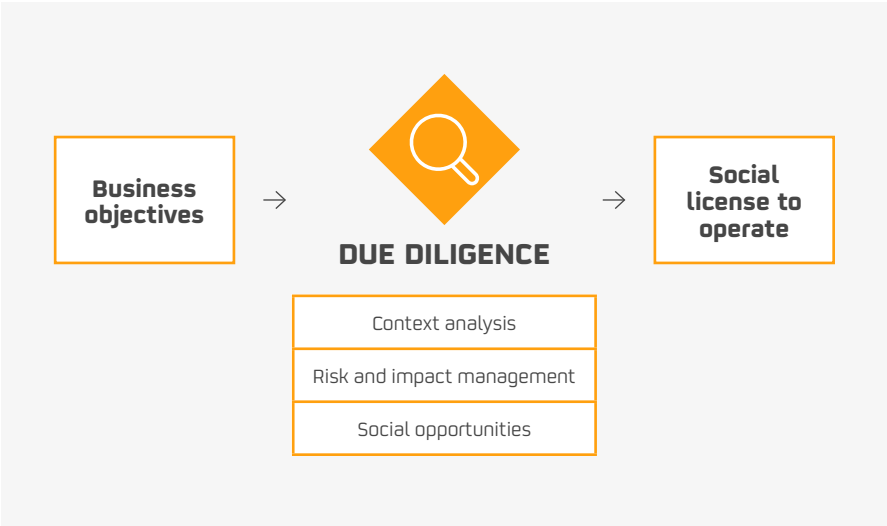 Business
objectives
DUE DILIGENCE
Context analysis
Risk and impact management
Social opportunities
Social
license to
operate